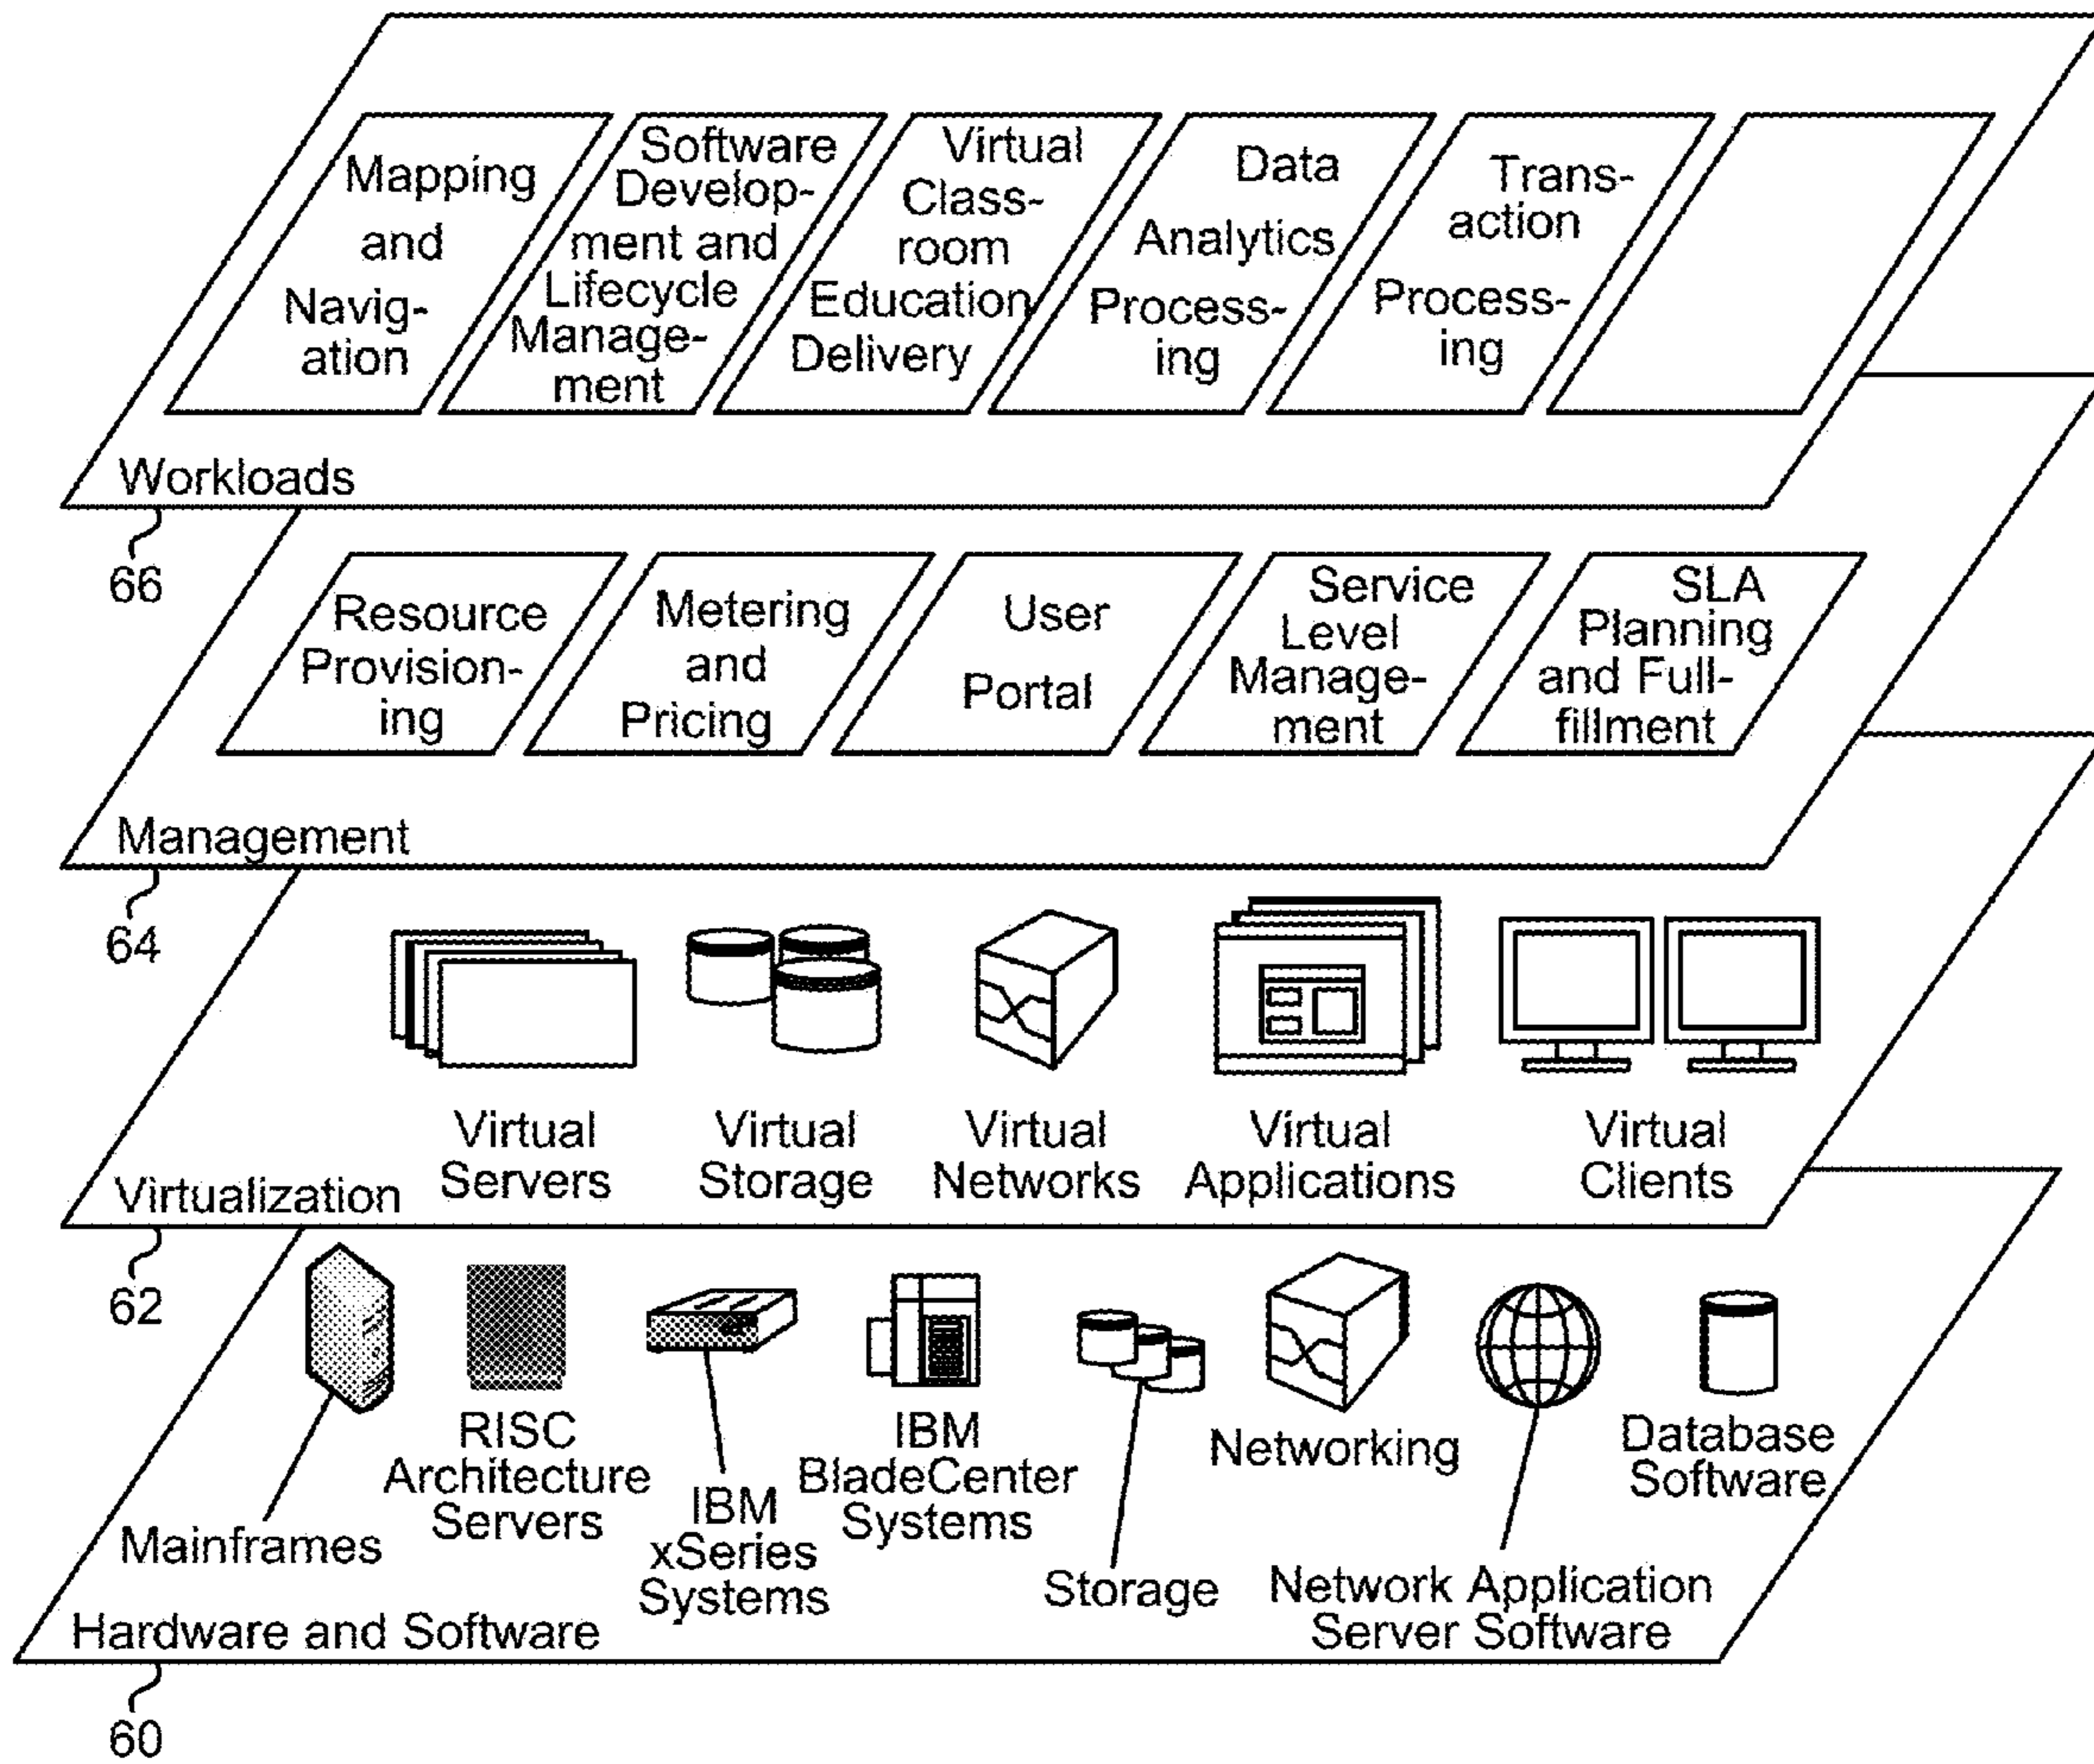 Mapping
and
Navig-
ation
Software
Develop-
ment and
Lifecycle
Manage-
ment
Virtual
Class-
room
Education
Delivery
Data
Analytics
Process-
ing
Trans-
action
Process-
ing
Workloads
66
Resource
Provision-
ing
Metering
and
Pricing
User
Portal
Service
Level
Manage-
ment
SLA
Planning
and Full-
fillment
Management
64
Virtual
Servers
Virtual
Storage
Virtual
Networks
Virtual
Applications
Virtual
Clients
Virtualization
62
Mainframes
RISC
Architecture
Servers
IBM
xSeries
Systems
IBM
BladeCenter
Systems
Storage
Networking
Network Application
Server Software
Database
Software
Hardware and Software
60